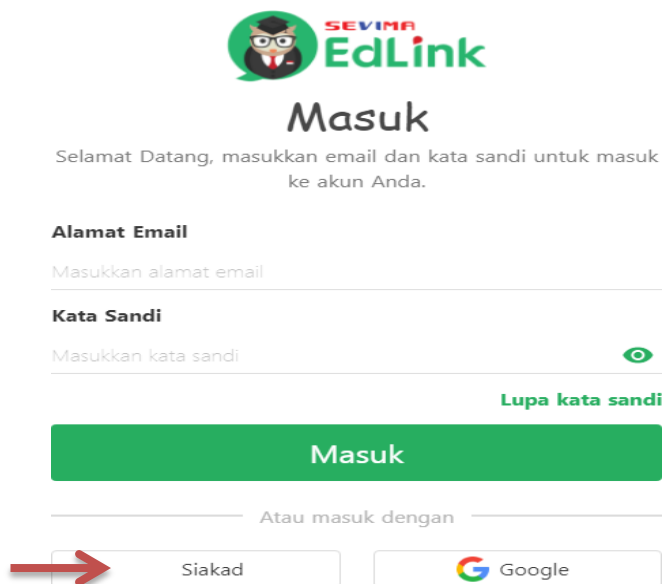 SEVIMA
EdLink
Masuk
Selamat Datang, masukkan email dan kata sandi untuk masuk
ke akun Anda.
Alamat Email
Masukkan alamat email
Kata Sandi
Masukkan kata sandi
Lupa kata sandi
Masuk
Atau masuk dengan
Siakad
Google